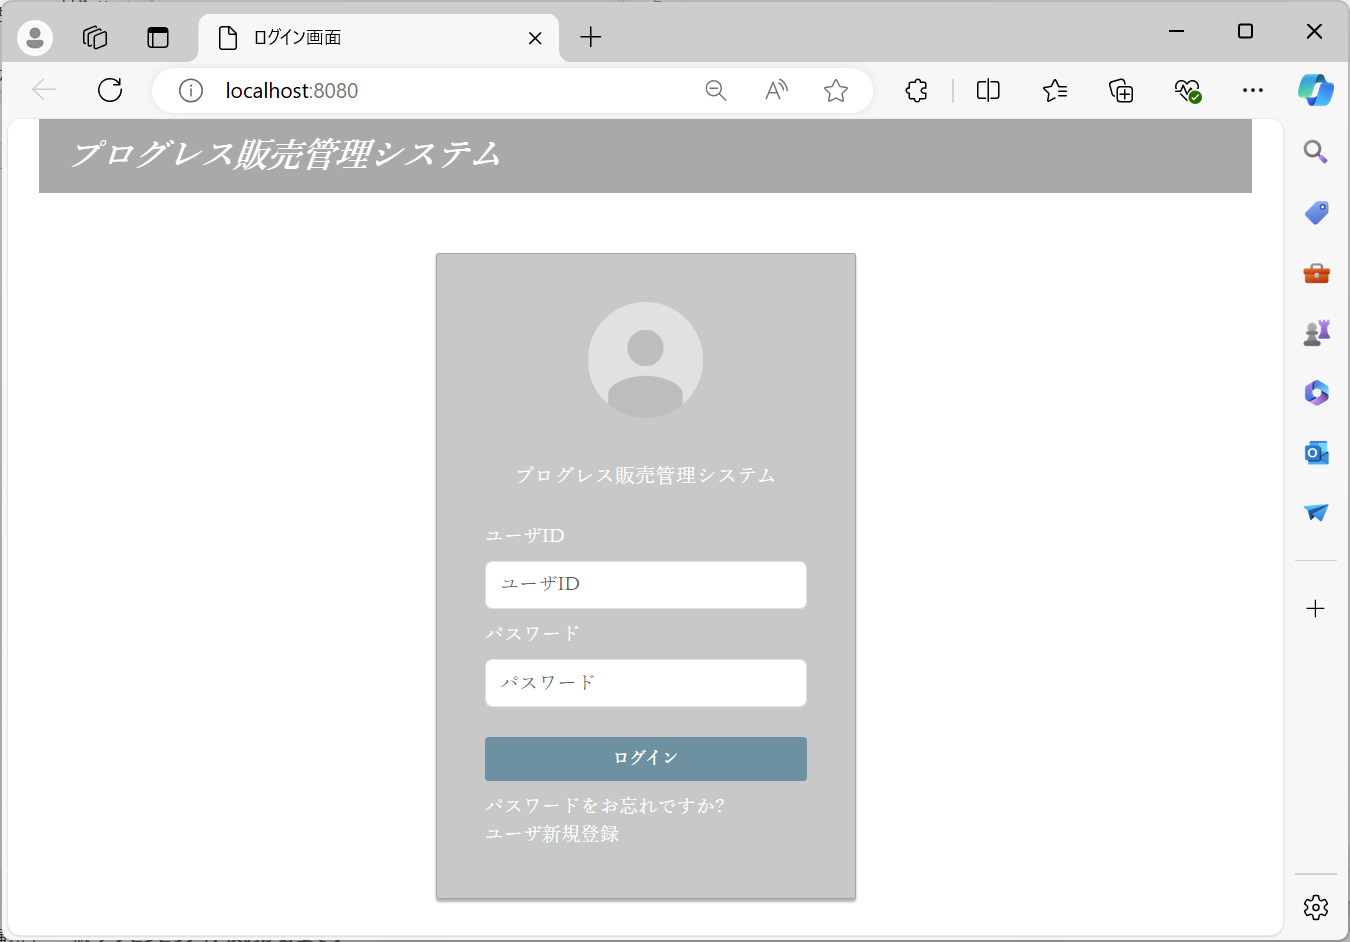 ログイン画面
localhost:8080
プログレス販売管理システム
プログレス販売管理システム
ユーザID
ユーザID
パスワード
パスワード
ログイン
パスワードをお忘れですか?
ユーザ新規登録